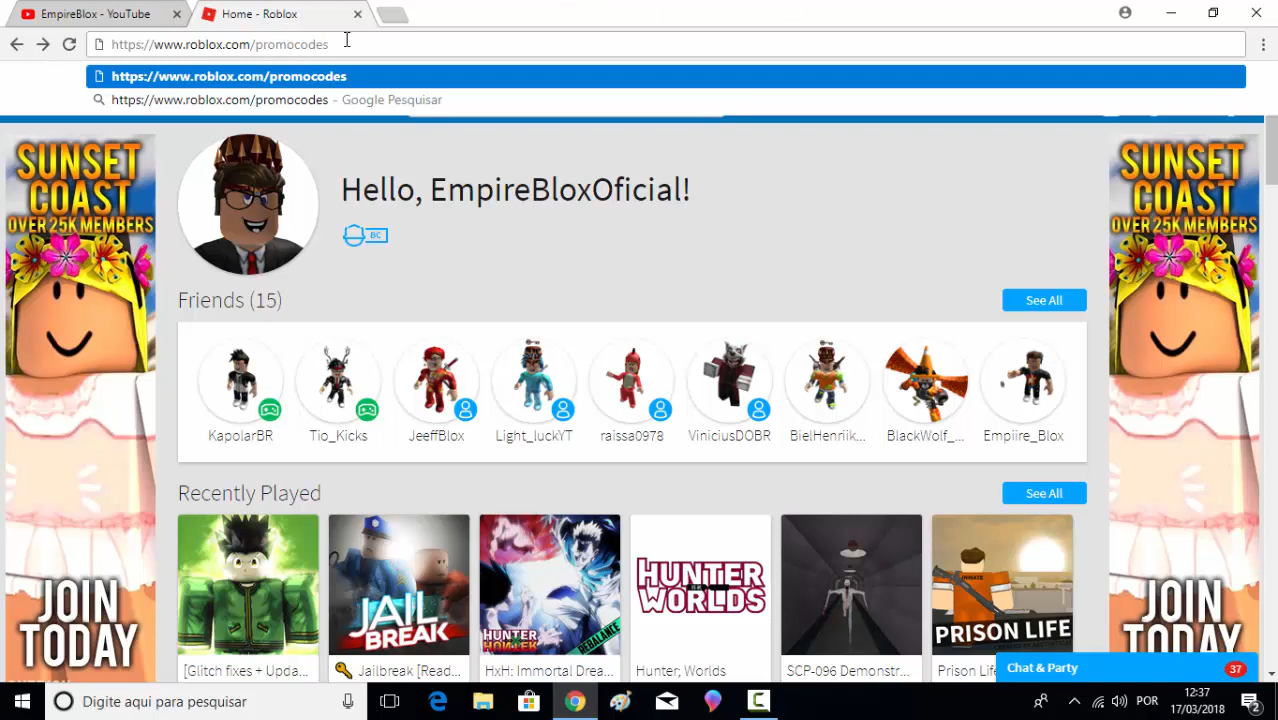 EmpireBlox - YouTube
Home - Roblox
https://www.roblox.com/promocodes
https://www.roblox.com/promocodes
https://www.roblox.com/promocodes - Google Pesquisar
SUNSET
COAST
OVER 25K MEMBERS
JOIN
TODAY
Hello, EmpireBloxOficial!
BC
Friends (15)
See All
KapolarBR
Tio_Kicks
JeeffBlox
Light_luckYT
raissa0978
ViniciusDOBR
BielHenriik...
BlackWolf_...
Empiire_Blox
Recently Played
See All
JAIL
BREAK
HUNTER
HUNTER
REBALANCE
HUNTER
WORLDS
INMATE
PRISON LIFE
[Glitch fixes + Upda...
Jailbreak [Read...
HxH: Immortal Drea...
Hunter; Worlds
SCP-096 Demonstr...
Prison Life
Chat & Party
37
SUNSET
COAST
OVER 25K MEMBERS
JOIN
TODAY
Digite aqui para pesquisar
POR
12:37
17/03/2018
2